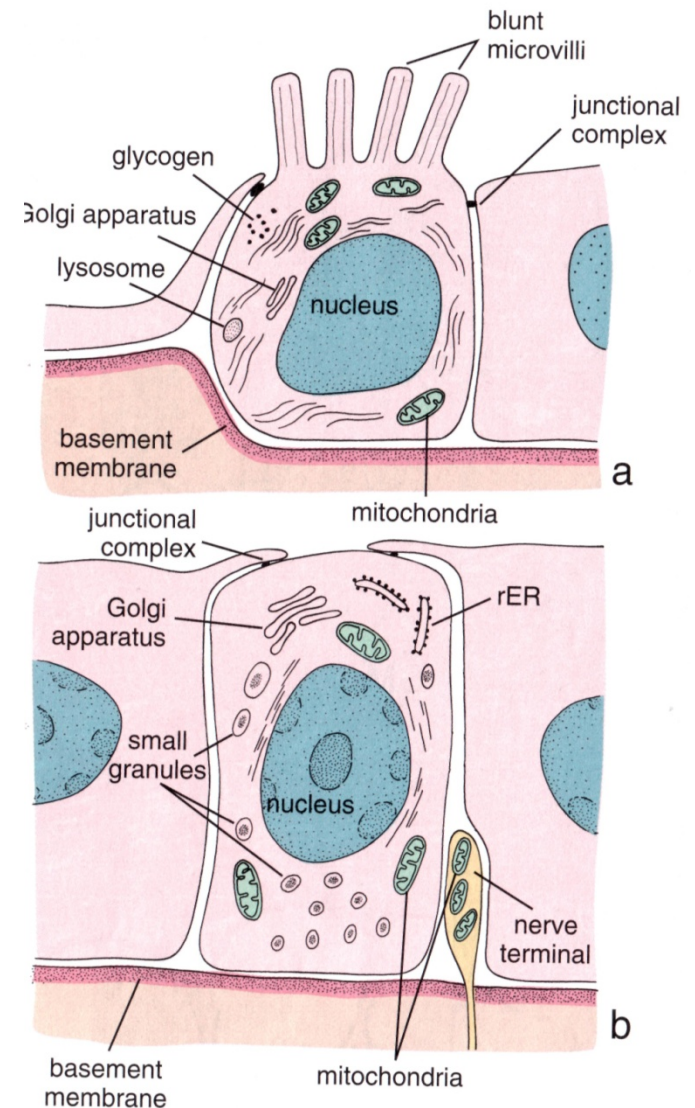 blunt
microvilli
junctional
complex
glycogen
Golgi apparatus
lysosome
nucleus
basement
membrane
a
mitochondria
junctional
complex
Golgi
apparatus
rER
small
granules
nucleus
nerve
terminal
b
basement
membrane
mitochondria